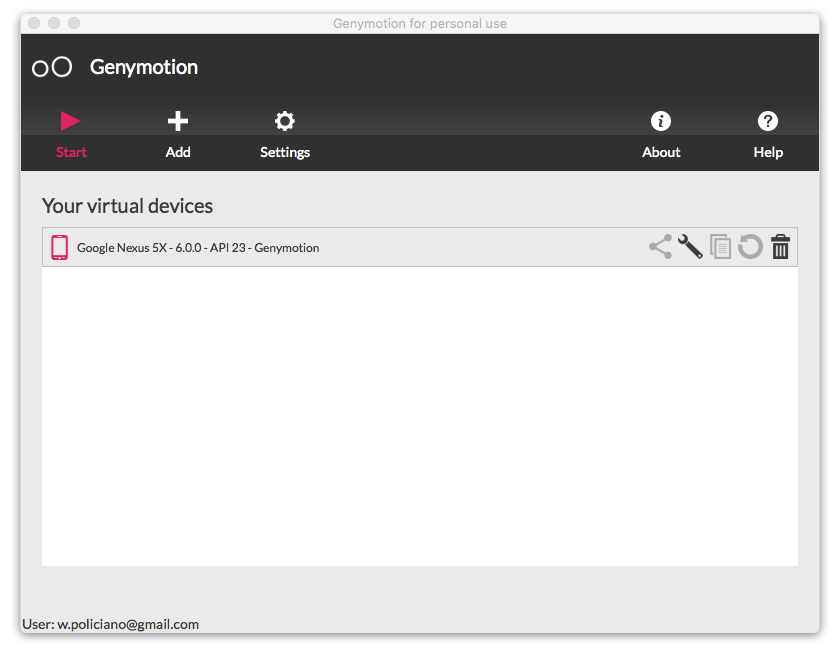 Genymotion for personal use
Genymotion
Start Add Settings About Help
Your virtual devices
Google Nexus 5X - 6.0.0 - API 23 - Genymotion
User: w.policiano@gmail.com